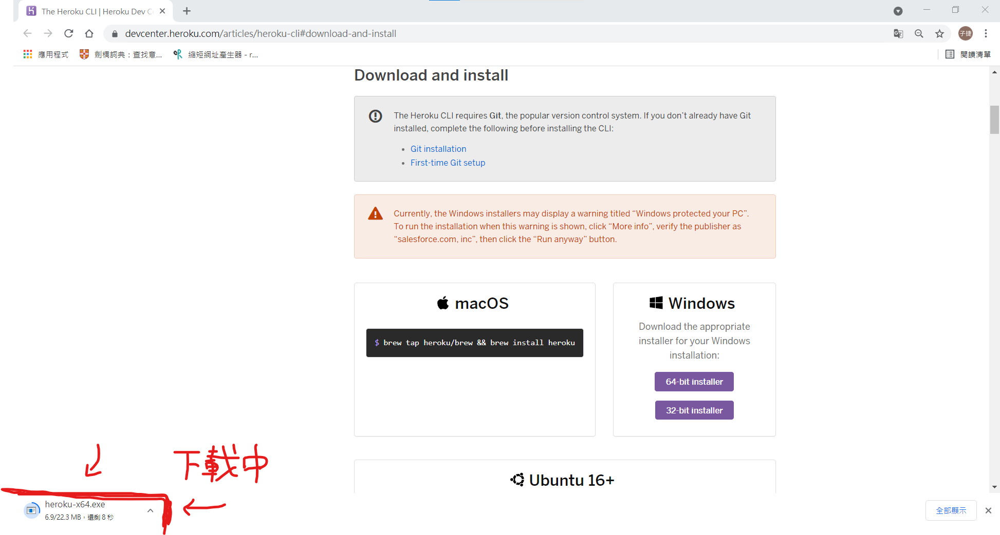 The Heroku CLI | Heroku Dev C
devcenter.heroku.com/articles/heroku-cli#download-and-install
子捷
應用程式
劍橋詞典：查找意...
縮短網址產生器 - r...
閱讀清單
Download and install
The Heroku CLI requires Git, the popular version control system. If you don’t already have Git
installed, complete the following before installing the CLI:
Git installation
First-time Git setup
Currently, the Windows installers may display a warning titled “Windows protected your PC”.
To run the installation when this warning is shown, click “More info”, verify the publisher as
“salesforce.com, inc”, then click the “Run anyway” button.
macOS
$ brew tap heroku/brew && brew install heroku
Windows
Download the appropriate
installer for your Windows
installation:
64-bit installer
32-bit installer
Ubuntu 16+
下載中
heroku-x64.exe
6.9/22.3 MB，還剩 8 秒
全部顯示